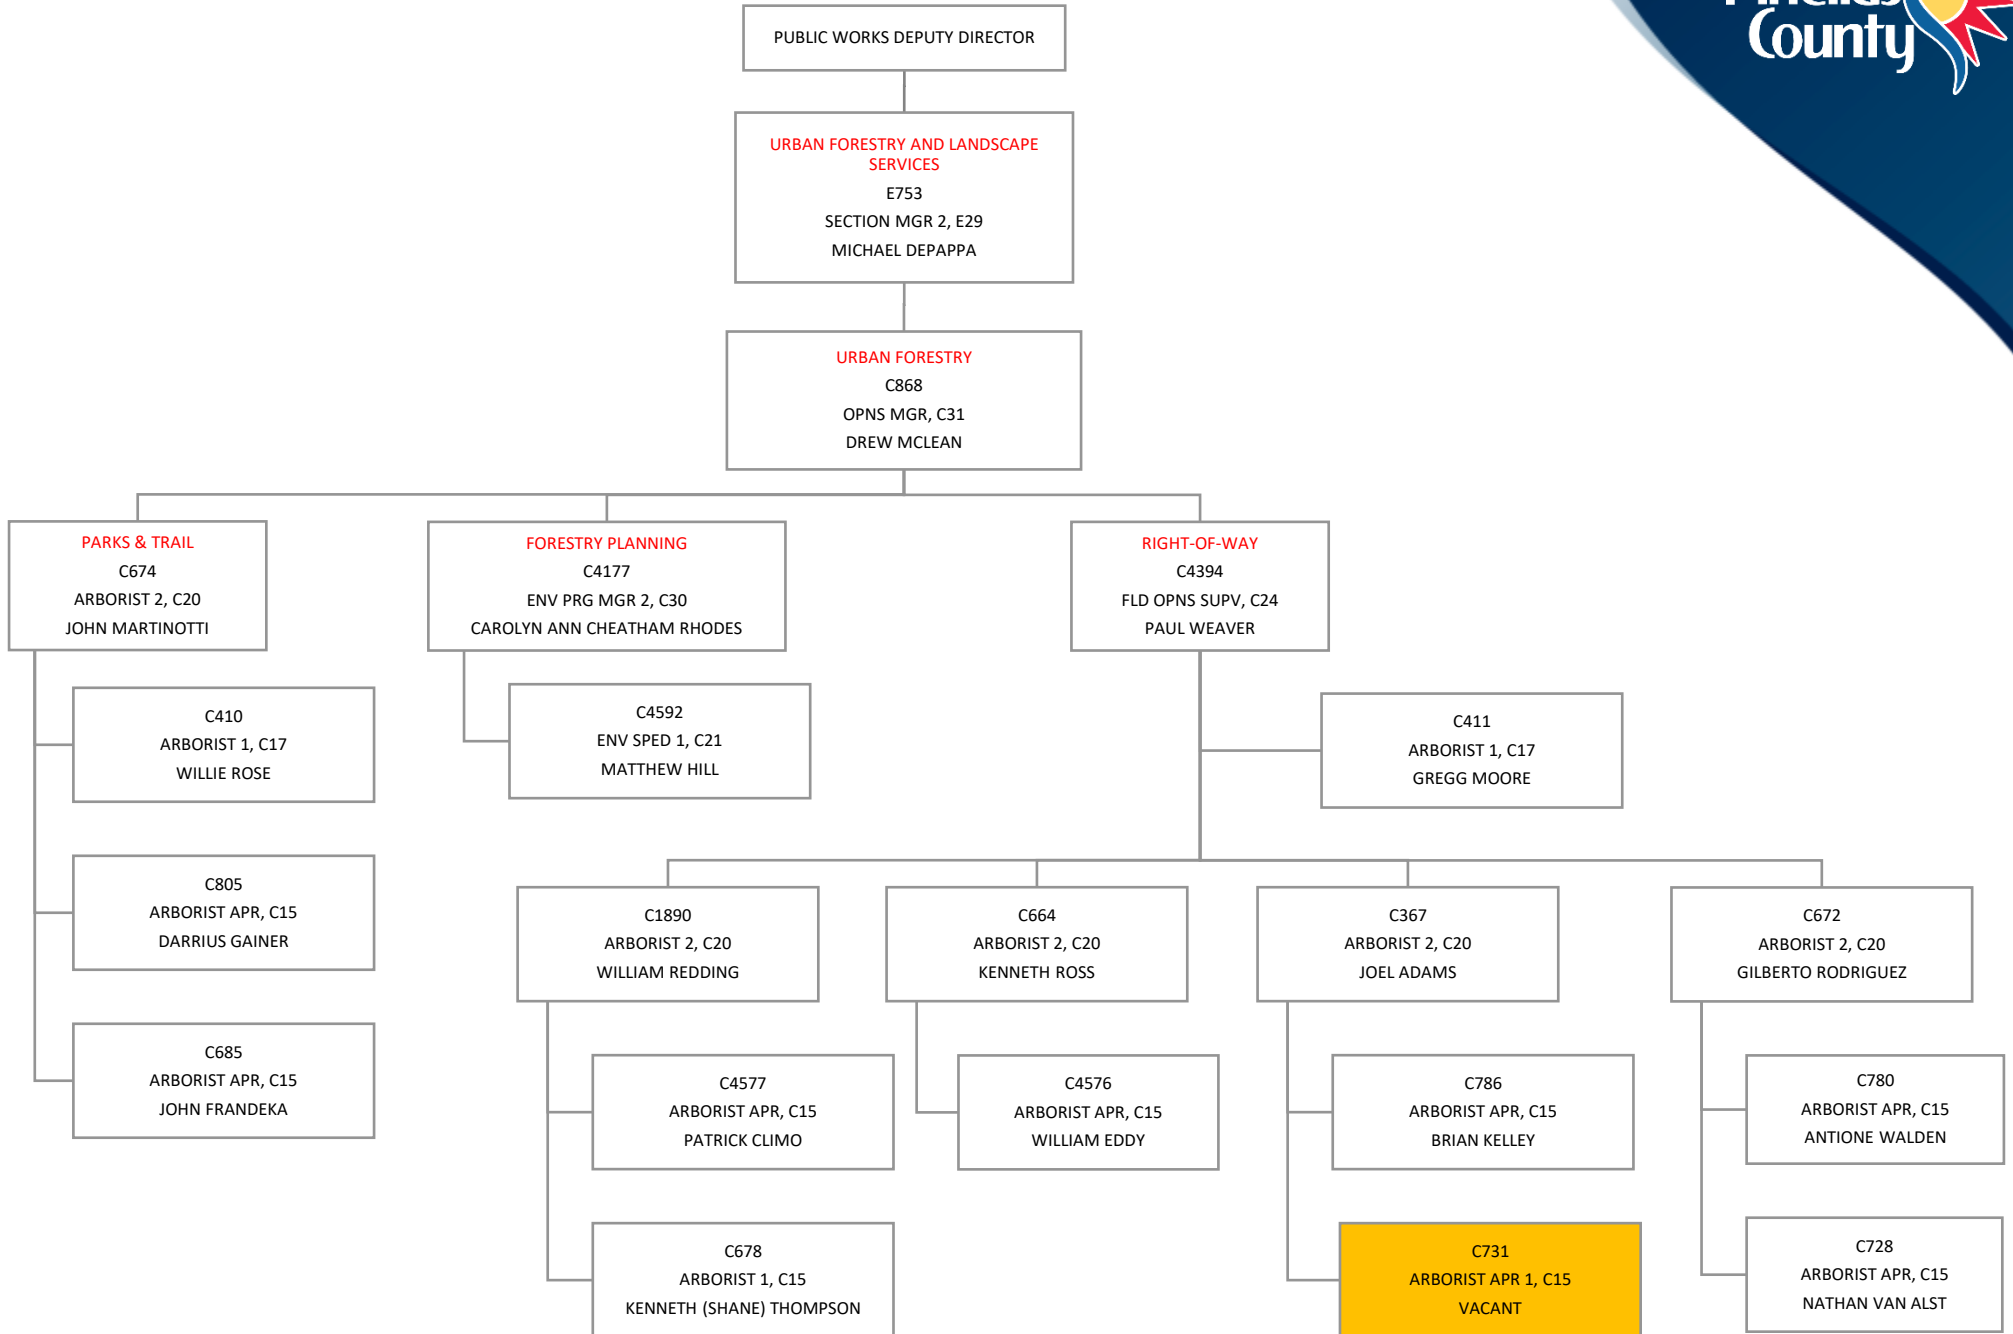 County
PUBLIC WORKS DEPUTY DIRECTOR
URBAN FORESTRY AND LANDSCAPE
SERVICES
E753
SECTION MGR 2, E29
MICHAEL DEPAPPA
URBAN FORESTRY
C868
OPNS MGR, C31
DREW MCLEAN
PARKS & TRAIL
C674
ARBORIST 2, C20
JOHN MARTINOTTI
FORESTRY PLANNING
C4177
ENV PRG MGR 2, C30
CAROLYN ANN CHEATHAM RHODES
RIGHT-OF-WAY
C4394
FLD OPNS SUPV, C24
PAUL WEAVER
C410
ARBORIST 1, C17
WILLIE ROSE
C4592
ENV SPED 1, C21
MATTHEW HILL
C411
ARBORIST 1, C17
GREGG MOORE
C805
ARBORIST APR, C15
DARRIUS GAINER
C685
ARBORIST APR, C15
JOHN FRANDEKA
C1890
ARBORIST 2, C20
WILLIAM REDDING
C664
ARBORIST 2, C20
KENNETH ROSS
C367
ARBORIST 2, C20
JOEL ADAMS
C672
ARBORIST 2, C20
GILBERTO RODRIGUEZ
C4577
ARBORIST APR, C15
PATRICK CLIMO
C4576
ARBORIST APR, C15
WILLIAM EDDY
C786
ARBORIST APR, C15
BRIAN KELLEY
C780
ARBORIST APR, C15
ANTIONE WALDEN
C678
ARBORIST 1, C15
KENNETH (SHANE) THOMPSON
C731
ARBORIST APR 1, C15
VACANT
C728
ARBORIST APR, C15
NATHAN VAN ALST